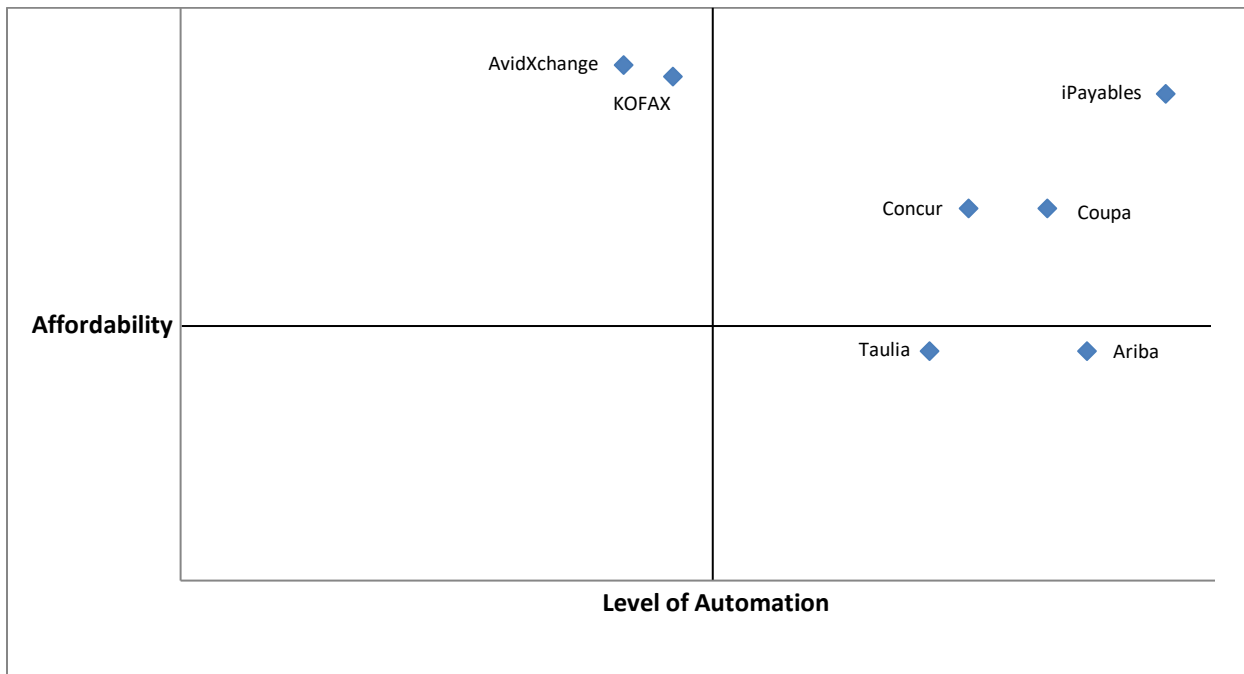 AvidXchange
KOFAX
iPayables
Concur
Coupa
Affordability
Taulia
Ariba
Level of Automation